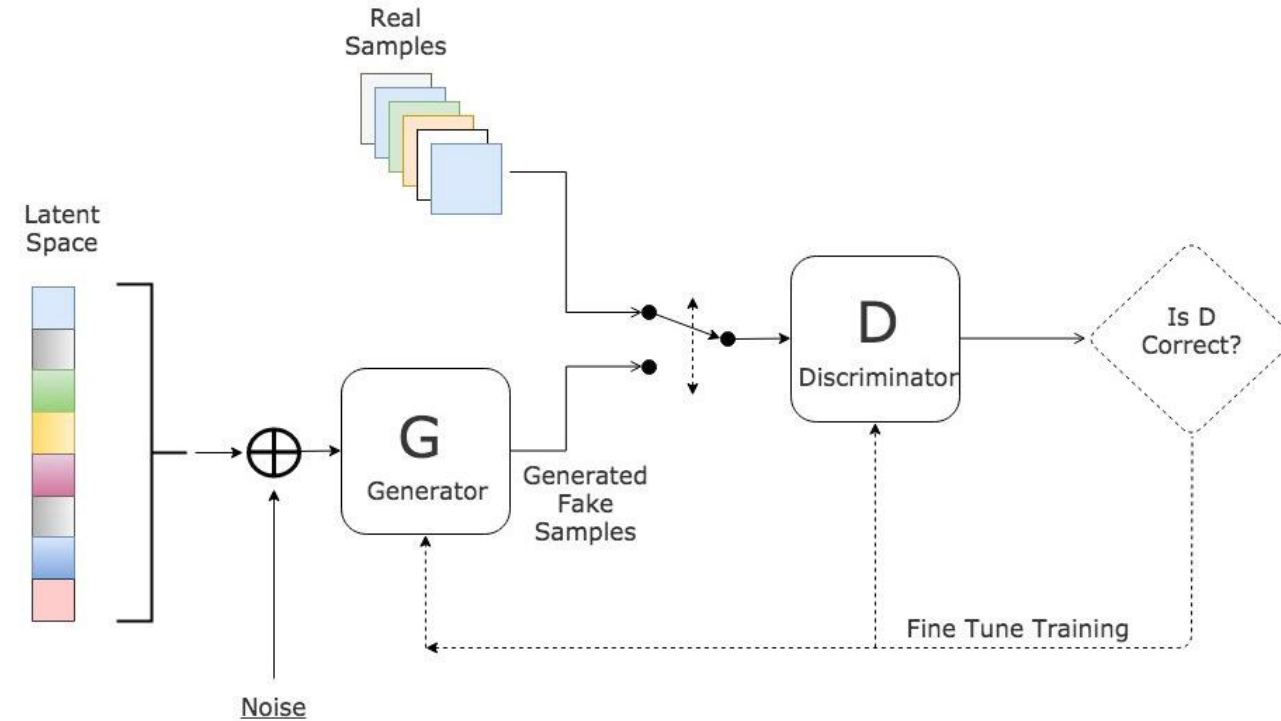 Real
Samples
Latent
Space
Is D
Correct?
D
Discriminator
G
Generator
Generated
Fake
Samples
Fine Tune Training
Noise